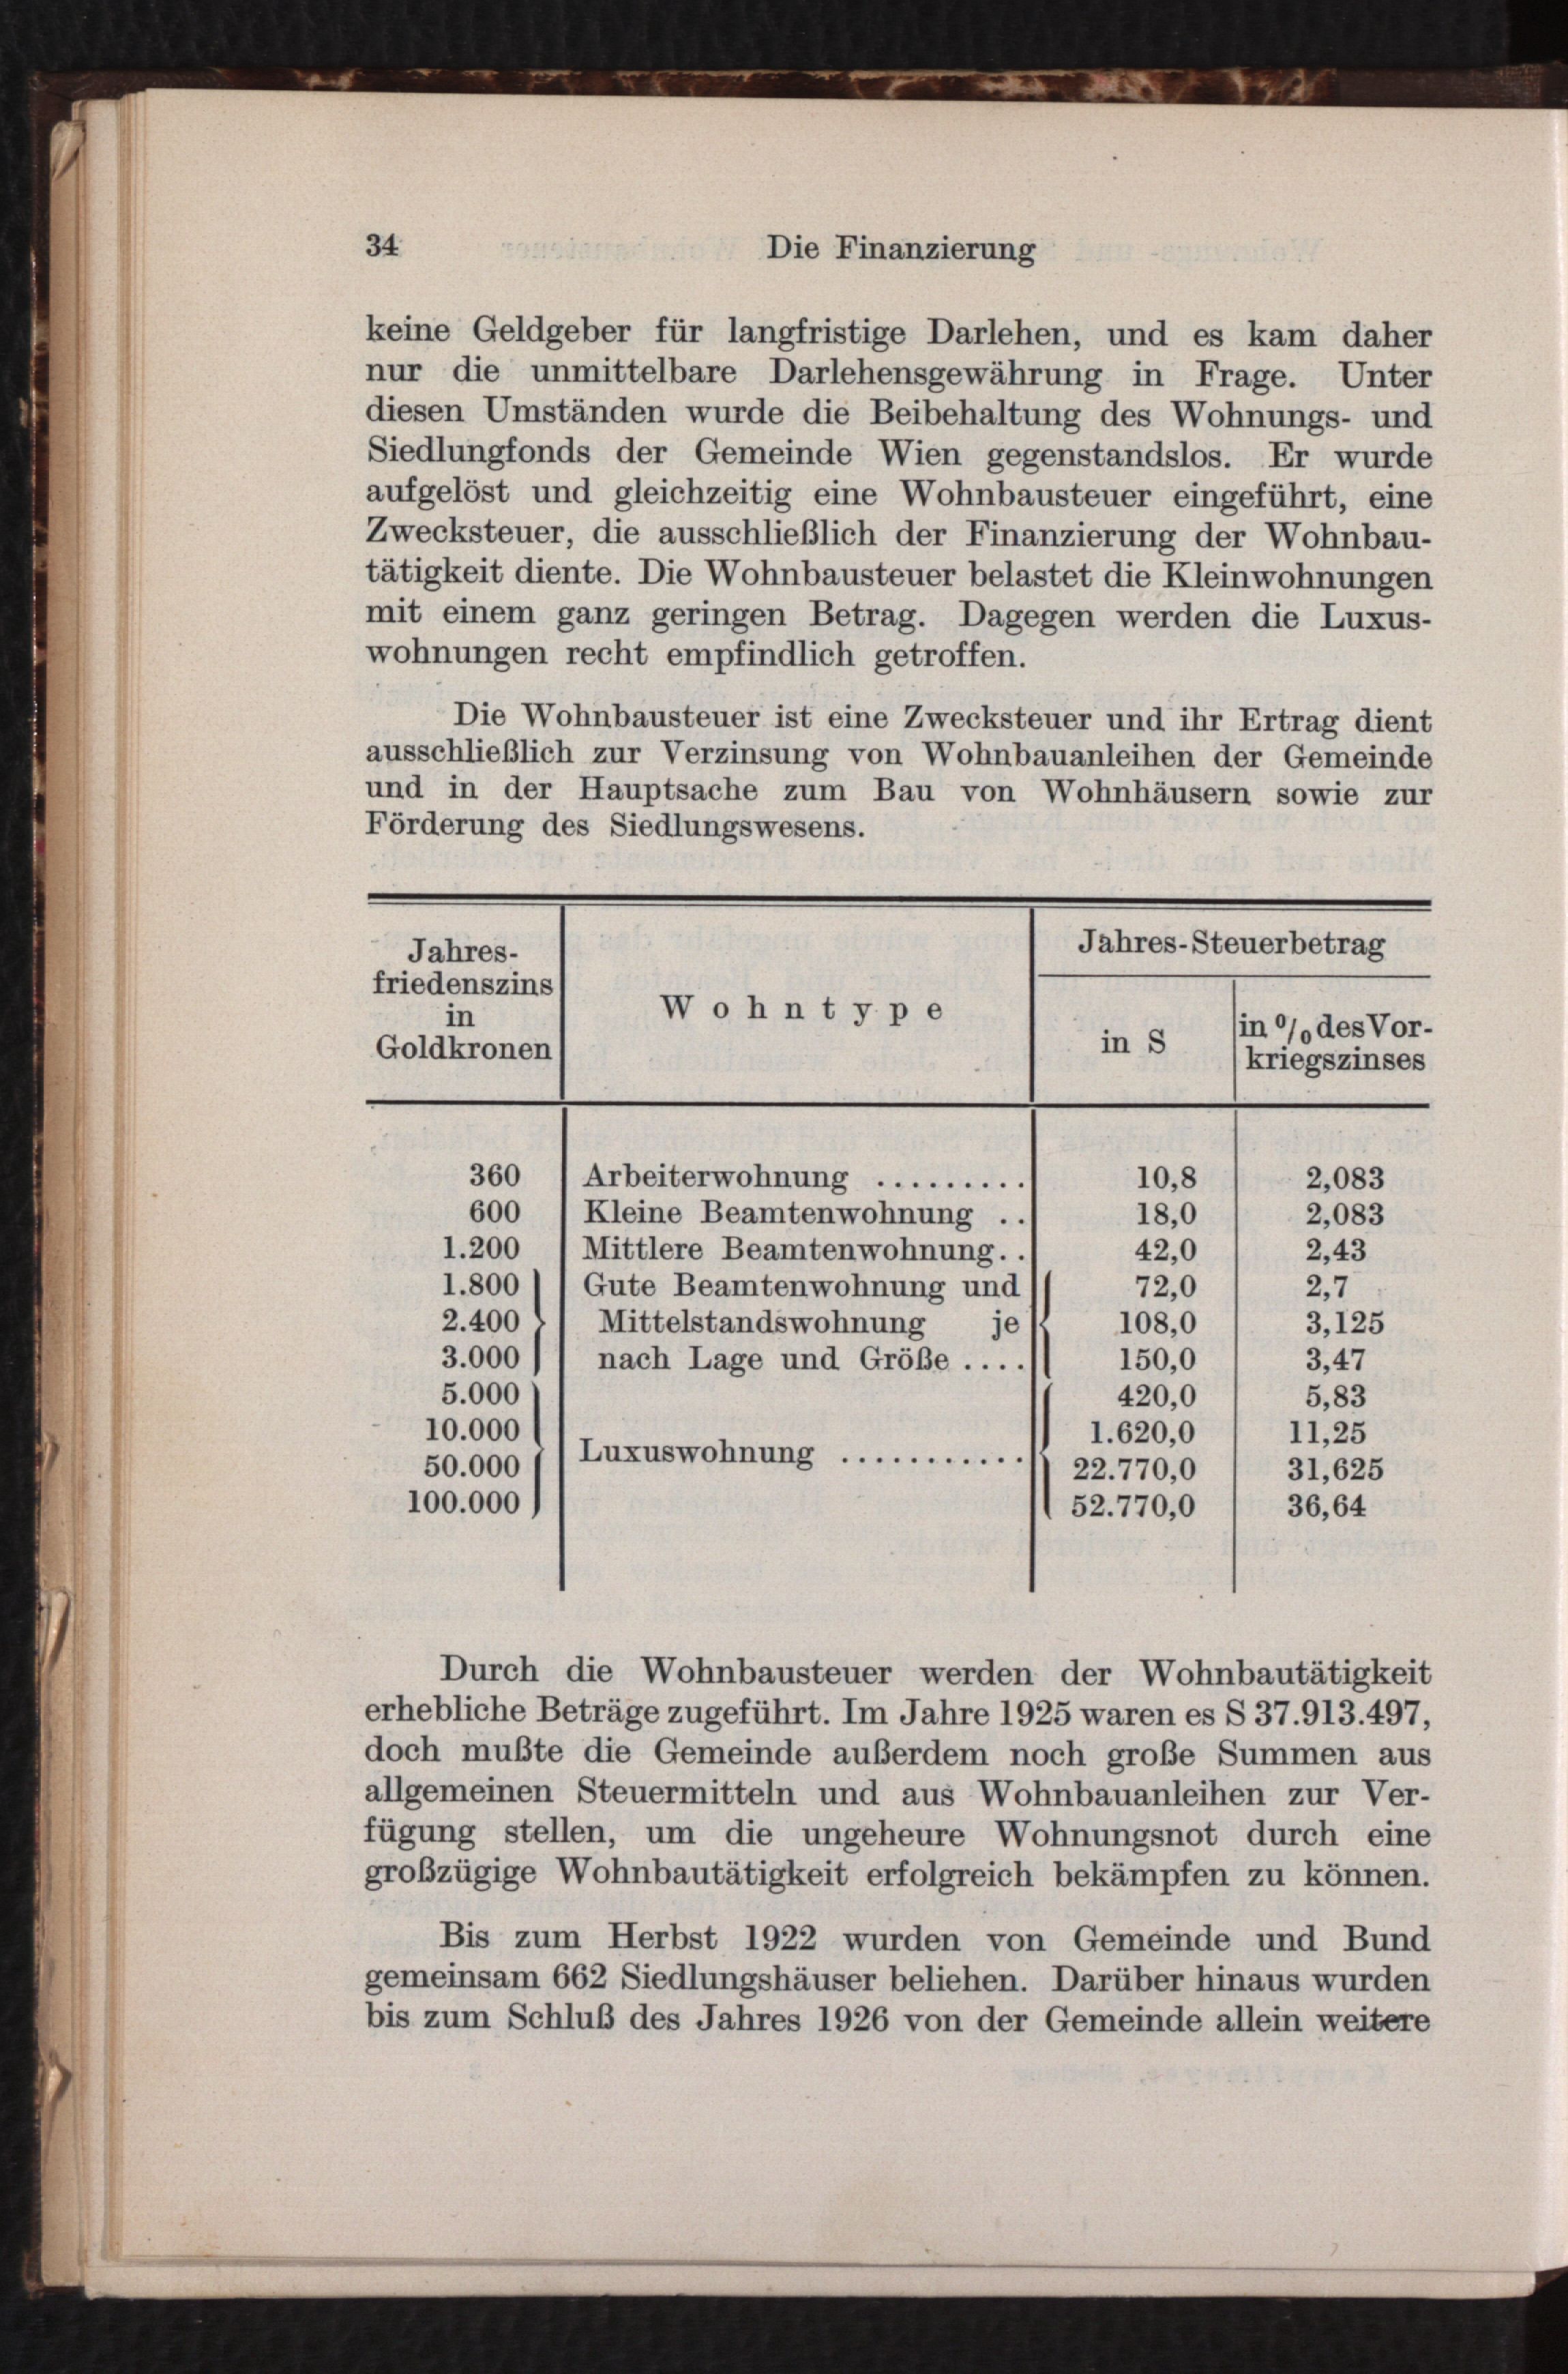 34
Die Finanzierung
keine Geldgeber für langfristige Darlehen, und es kam daher
nur die unmittelbare Darlehensgewährung in Frage. Unter
diesen Umständen wurde die Beibehaltung des Wohnungs- und
Siedlungfonds der Gemeinde Wien gegenstandslos. Er wurde
aufgelöst und gleichzeitig eine Wohnbausteuer eingeführt, eine
Zwecksteuer, die ausschließlich der Finanzierung der Wohnbau-
tätigkeit diente. Die Wohnbausteuer belastet die Kleinwohnungen
mit einem ganz geringen Betrag. Dagegen werden die Luxus-
wohnungen recht empfindlich getroffen.
Die Wohnbausteuer ist eine Zwecksteuer und ihr Ertrag dient
ausschließlich zur Verzinsung von Wohnbauanleihen der Gemeinde
und in der Hauptsache zum Bau von Wohnhäusern sowie zur
Förderung des Siedlungswesens.
Jahres-
friedenszins
in
Goldkronen
Wohntype
Jahres-Steuerbetrag
in S
in % des Vor-
kriegszinses
360 Arbeiterwohnung ......... 10,8 2,083
600 Kleine Beamtenwohnung .. 18,0 2,083
1.200 Mittlere Beamtenwohnung.. 42,0 2,43
1.800 Gute Beamtenwohnung und 72,0 2,7
2.400 Mittelstandswohnung je 108,0 3,125
3.000 nach Lage und Größe .... 150,0 3,47
5.000 420,0 5,83
10.000 1.620,0 11,25
Luxuswohnung ...........
50.000 22.770,0 31,625
100.000 52.770,0 36,64
Durch die Wohnbausteuer werden der Wohnbautätigkeit
erhebliche Beträge zugeführt. Im Jahre 1925 waren es S 37.913.497,
doch mußte die Gemeinde außerdem noch große Summen aus
allgemeinen Steuermitteln und aus Wohnbauanleihen zur Ver-
fügung stellen, um die ungeheure Wohnungsnot durch eine
großzügige Wohnbautätigkeit erfolgreich bekämpfen zu können.
Bis zum Herbst 1922 wurden von Gemeinde und Bund
gemeinsam 662 Siedlungshäuser beliehen. Darüber hinaus wurden
bis zum Schluß des Jahres 1926 von der Gemeinde allein weitere